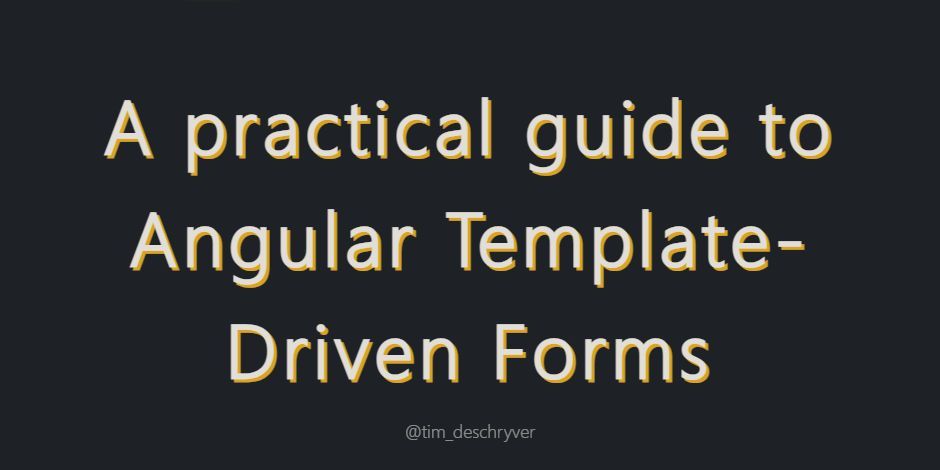 A practical guide to
Angular Template-
Driven Forms
@tim_deschryver